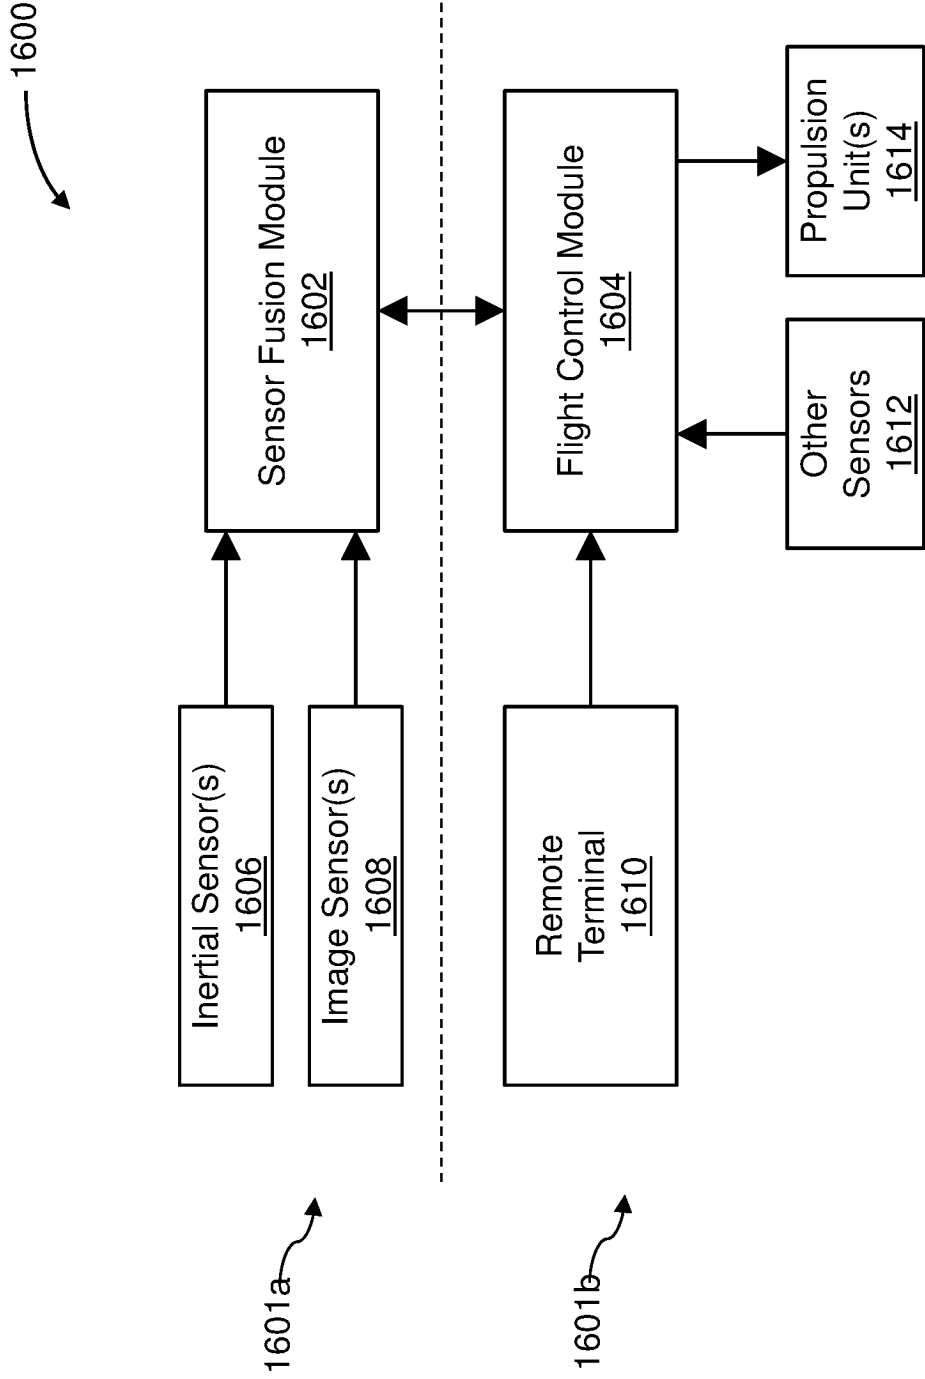 1600
Inertial Sensor(s)
1606
Image Sensor(s)
1608
Sensor Fusion Module
1602
1601a
Remote
Terminal
1610
Flight Control Module
1604
1601b
Other
Sensors
1612
Propulsion
Unit(s)
1614